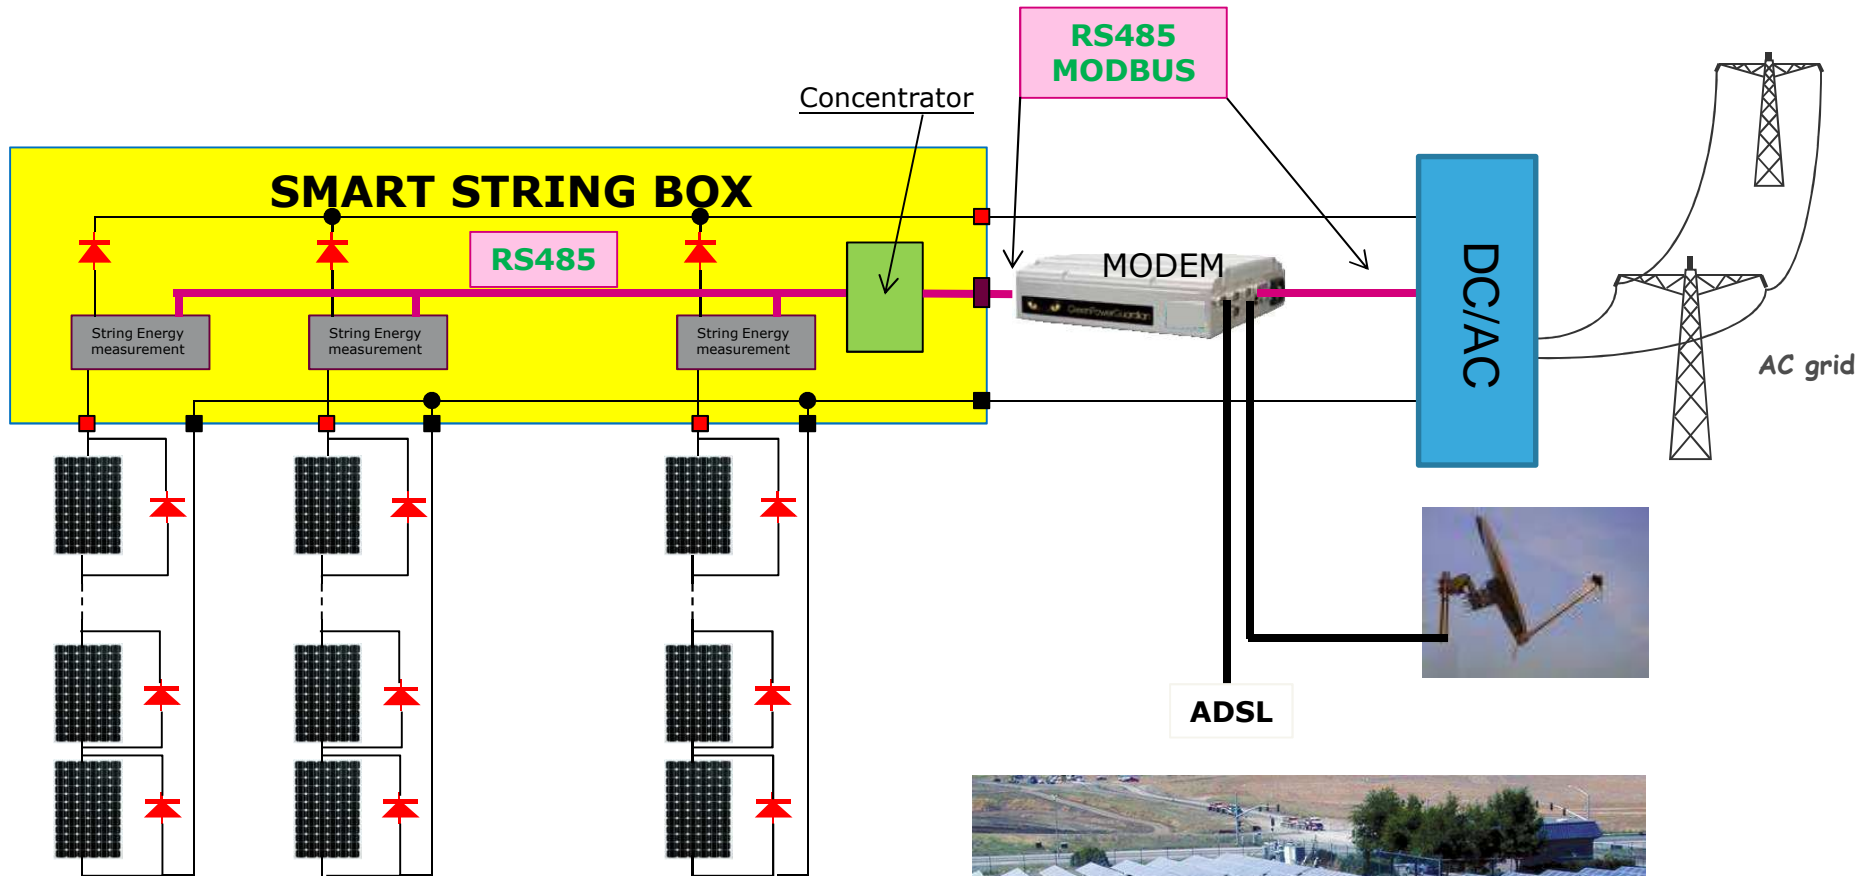 RS485
MODBUS
Concentrator
SMART STRING BOX
RS485
MODEM
GreenPowerGuardian
DC/AC
String Energy
measurement
String Energy
measurement
String Energy
measurement
AC grid
ADSL